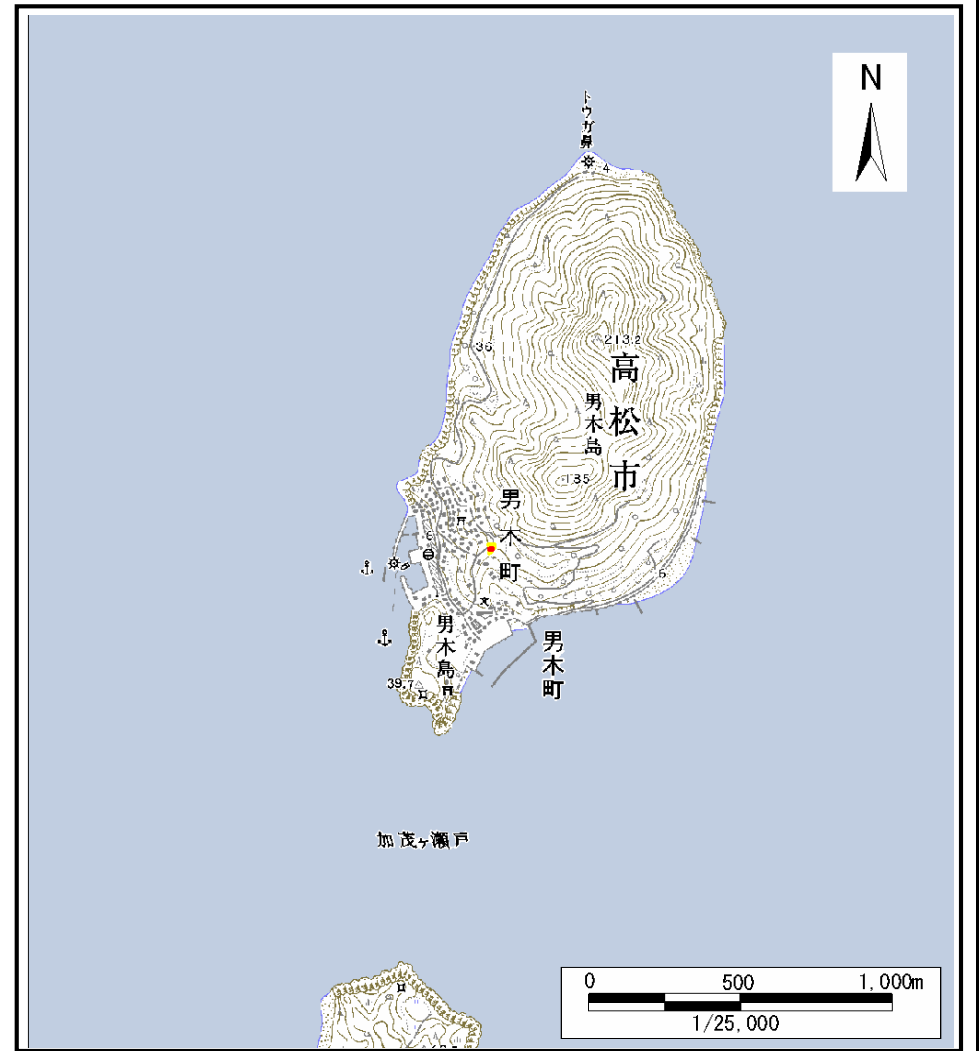 N
トウガ鼻
4
36
213.2
高松市
男木島
185
男木町
6
5
男木島
男木町
39.7
加茂ヶ瀬戸
0 500 1,000m
1/25,000